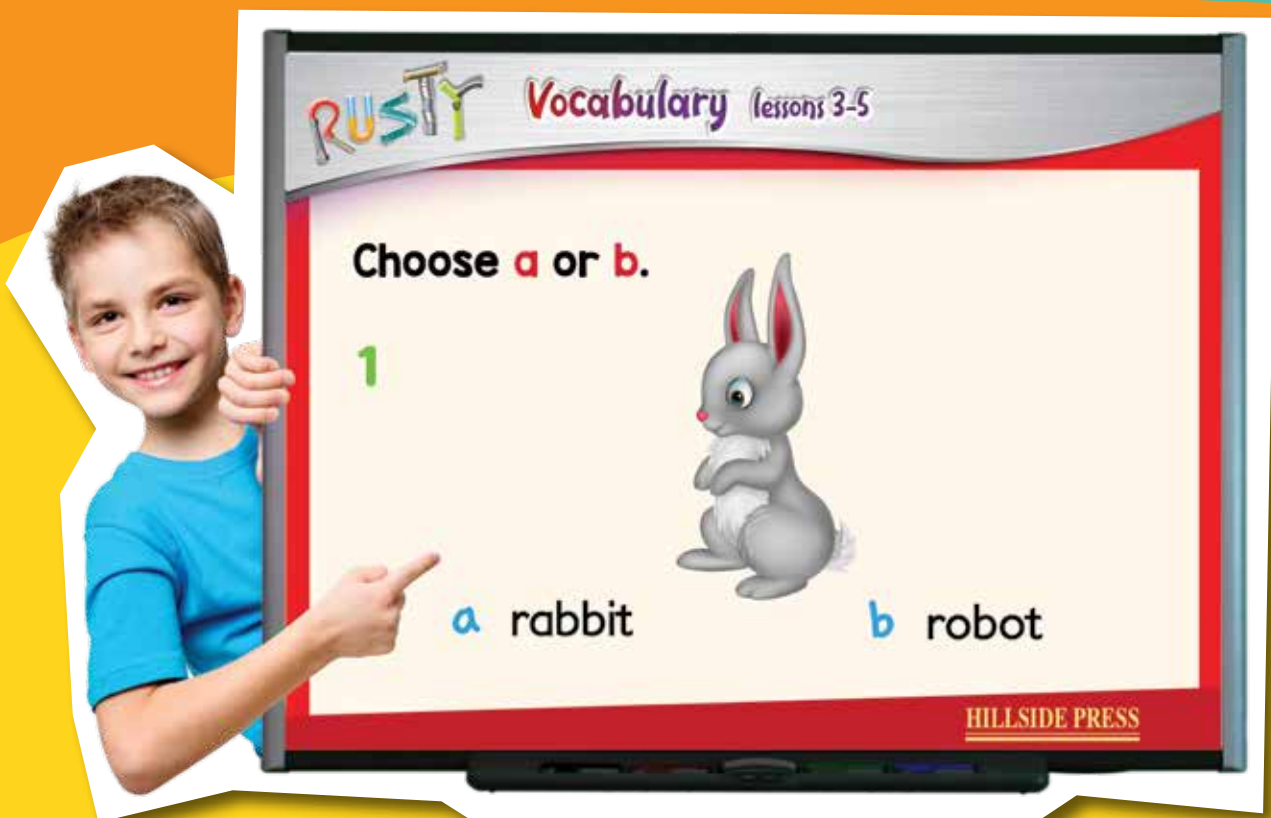 RUSTY Vocabulary lessons 3-5
Choose a or b.
1
a rabbit b robot
HILLSIDE PRESS